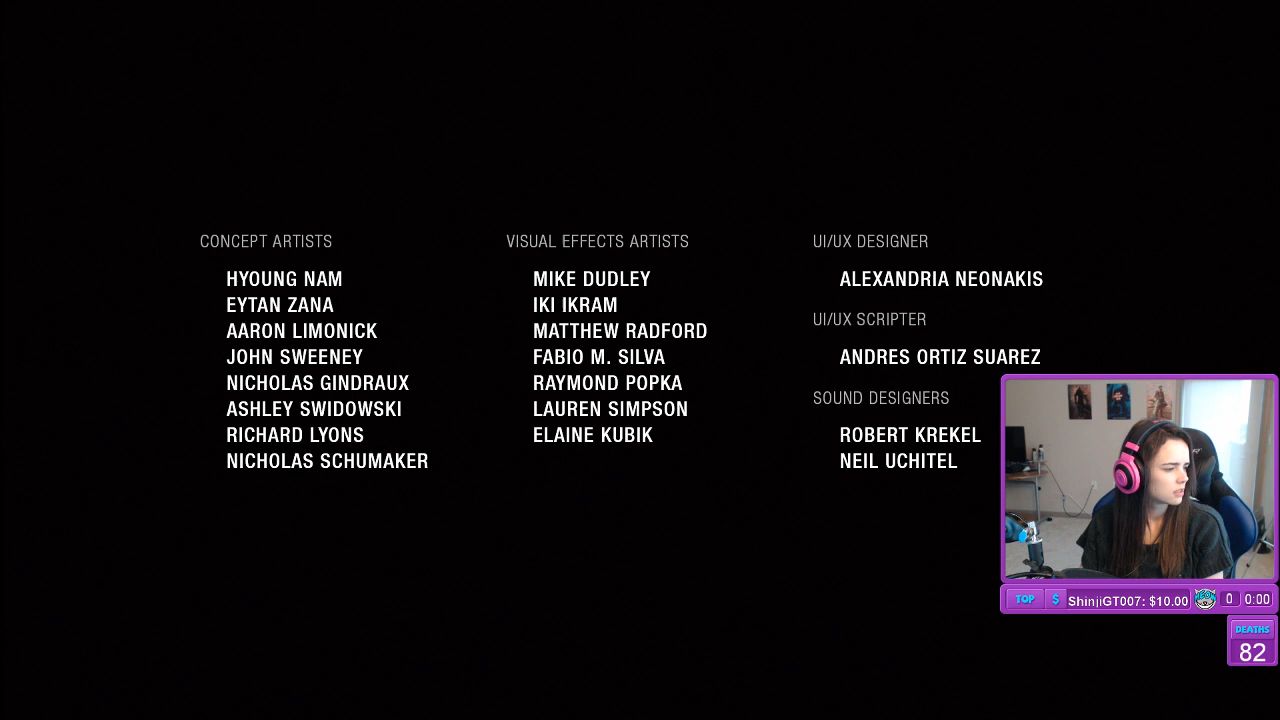 CONCEPT ARTISTS
HYOUNG NAM
EYTAN ZANA
AARON LIMONICK
JOHN SWEENEY
NICHOLAS GINDRAUX
ASHLEY SWIDOWSKI
RICHARD LYONS
NICHOLAS SCHUMAKER
VISUAL EFFECTS ARTISTS
MIKE DUDLEY
IKI IKRAM
MATTHEW RADFORD
FABIO M. SILVA
RAYMOND POPKA
LAUREN SIMPSON
ELAINE KUBIK
UI/UX DESIGNER
ALEXANDRIA NEONAKIS
UI/UX SCRIPTER
ANDRES ORTIZ SUAREZ
SOUND DESIGNERS
ROBERT KREKEL
NEIL UCHITEL
TOP $ ShinjiGT007: $10.00 0 0:00
DEATHS
82